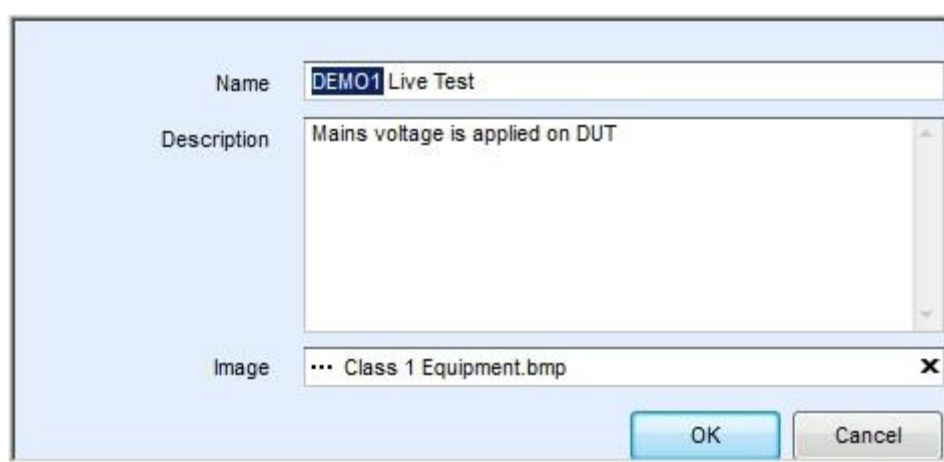 Name DEMO1 Live Test
Description Mains voltage is applied on DUT
Image ... Class 1 Equipment.bmp x
OK Cancel